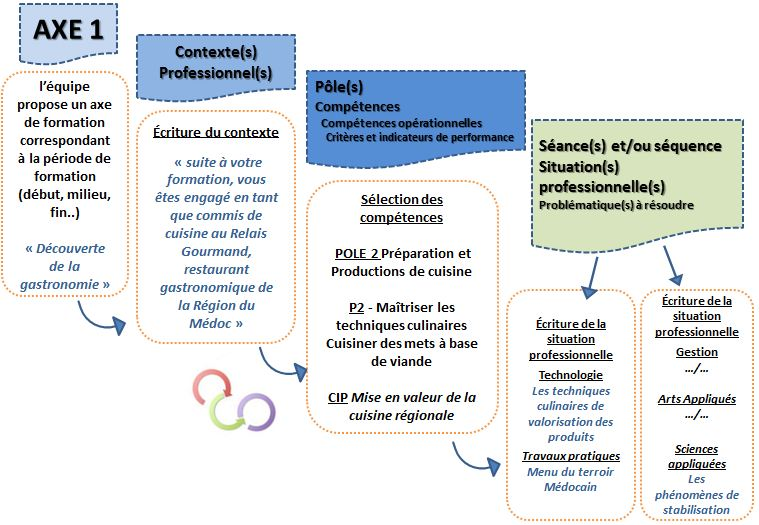 AXE 1
l'équipe
propose un axe
de formation
correspondant
à la période de
formation
(début, milieu,
fin..)
« Découverte
de la
gastronomie »
Contexte(s)
Professionnel(s)
Écriture du contexte
« suite à votre
formation, vous
êtes engagé en tant
que commis de
cuisine au Relais
Gourmand,
restaurant
gastronomique de
la Région du
Médoc »
Pôle(s)
Compétences
Compétences opérationnelles
Critères et indicateurs de performance
Sélection des
compétences
POLE 2 Préparation et
Productions de cuisine
P2 - Maîtriser les
techniques culinaires
Cuisiner des mets à base
de viande
CIP Mise en valeur de la
cuisine régionale
Séance(s) et/ou séquence
Situation(s)
professionnelle(s)
Problématique(s) à résoudre
Écriture de la
situation
professionnelle
Technologie
Les techniques
culinaires de
valorisation des
produits
Travaux pratiques
Menu du terroir
Médocain
Écriture de la
situation
professionnelle
Gestion
…/…
Arts Appliqués
…/…
Sciences
appliquées
Les
phénomènes de
stabilisation